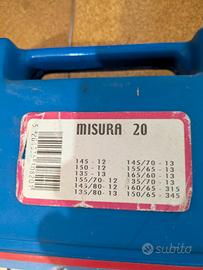 MISURA 20
145 - 12 145/70 - 13
150 - 12 155/65 - 13
135 - 13 165/60 - 13
155/70 - 12 35/70 - 13
145/80 - 12 160/65 - 315
135/80 - 13 150/65 - 345
subito